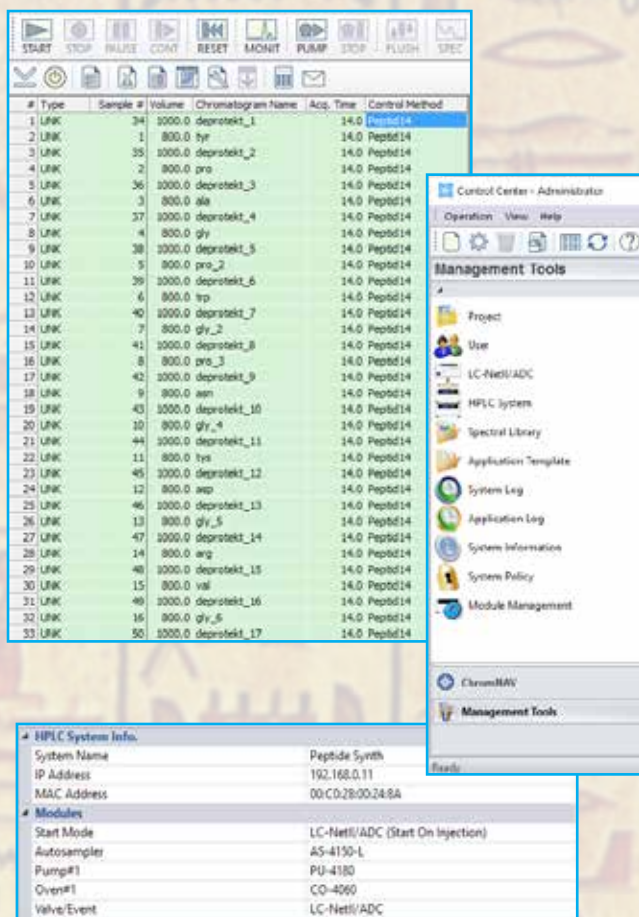 START STOP PAUSE CONT RESET MONIT PUMP STOP FLUSH SPEC
# Type Sample # Volume Chromatogram Name Acq. Time Control Method
1 UNK 34 1000.0 deprotekt_1 14.0 Peptid14
2 UNK 1 800.0 tyr 14.0 Peptid14
3 UNK 35 1000.0 deprotekt_2 14.0 Peptid14
4 UNK 2 800.0 pro 14.0 Peptid14
5 UNK 36 1000.0 deprotekt_3 14.0 Peptid14
6 UNK 3 800.0 ala 14.0 Peptid14
7 UNK 37 1000.0 deprotekt_4 14.0 Peptid14
8 UNK 4 800.0 gly 14.0 Peptid14
9 UNK 38 1000.0 deprotekt_5 14.0 Peptid14
10 UNK 5 800.0 pro_2 14.0 Peptid14
11 UNK 39 1000.0 deprotekt_6 14.0 Peptid14
12 UNK 6 800.0 trp 14.0 Peptid14
13 UNK 40 1000.0 deprotekt_7 14.0 Peptid14
14 UNK 7 800.0 gly_2 14.0 Peptid14
15 UNK 41 1000.0 deprotekt_8 14.0 Peptid14
16 UNK 8 800.0 pro_3 14.0 Peptid14
17 UNK 42 1000.0 deprotekt_9 14.0 Peptid14
18 UNK 9 800.0 asn 14.0 Peptid14
19 UNK 43 1000.0 deprotekt_10 14.0 Peptid14
20 UNK 10 800.0 gly_4 14.0 Peptid14
21 UNK 44 1000.0 deprotekt_11 14.0 Peptid14
22 UNK 11 800.0 tys 14.0 Peptid14
23 UNK 45 1000.0 deprotekt_12 14.0 Peptid14
24 UNK 12 800.0 asp 14.0 Peptid14
25 UNK 46 1000.0 deprotekt_13 14.0 Peptid14
26 UNK 13 800.0 gly_5 14.0 Peptid14
27 UNK 47 1000.0 deprotekt_14 14.0 Peptid14
28 UNK 14 800.0 arg 14.0 Peptid14
29 UNK 48 1000.0 deprotekt_15 14.0 Peptid14
30 UNK 15 800.0 val 14.0 Peptid14
31 UNK 49 1000.0 deprotekt_16 14.0 Peptid14
32 UNK 16 800.0 gly_6 14.0 Peptid14
33 UNK 50 1000.0 deprotekt_17 14.0 Peptid14
Control Center - Administrator
Operation View Help
Management Tools
Project
User
LC-NetII/ADC
HPLC System
Spectral Library
Application Template
System Log
Application Log
System Information
System Policy
Module Management
ChromNAV
Management Tools
Ready
HPLC System Info.
System Name Peptide Synth
IP Address 192.168.0.11
MAC Address 00:C0:28:00:24:8A
Modules
Start Mode LC-NetII/ADC (Start On Injection)
Autosampler AS-4150-L
Pump#1 PU-4180
Oven#1 CO-4060
Valve/Event LC-NetII/ADC